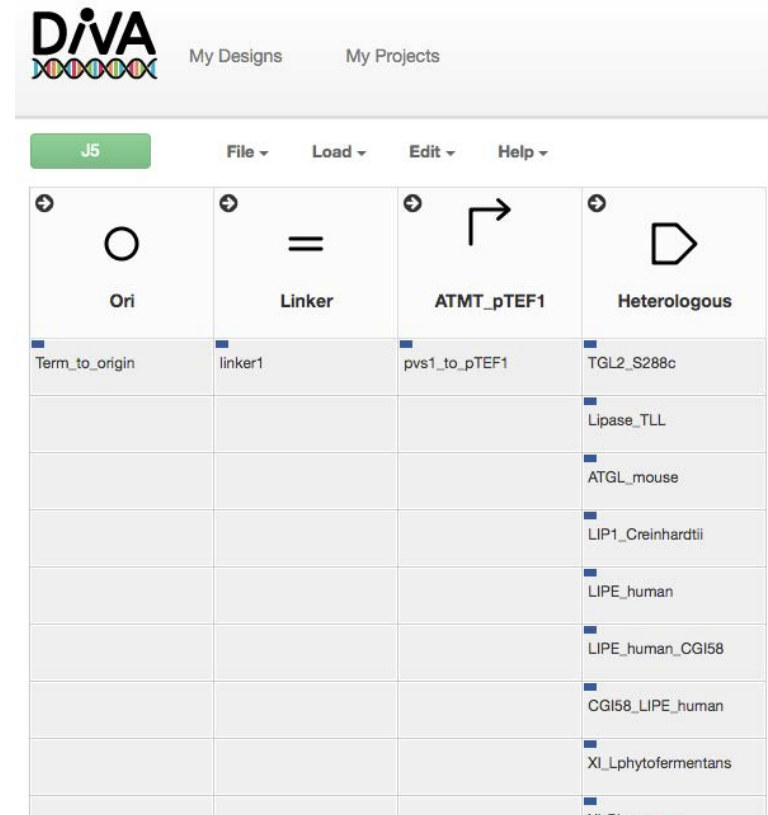 DIVA My Designs My Projects
J5 File Load Edit Help
Ori Linker ATMT_pTEF1 Heterologous
Term_to_origin linker1 pvs1_to_pTEF1 TGL2_S288c
Lipase_TLL
ATGL_mouse
LIP1_Creinhardtii
LIPE_human
LIPE_human_CGI58
CGI58_LIPE_human
XI_Lphytofermentans